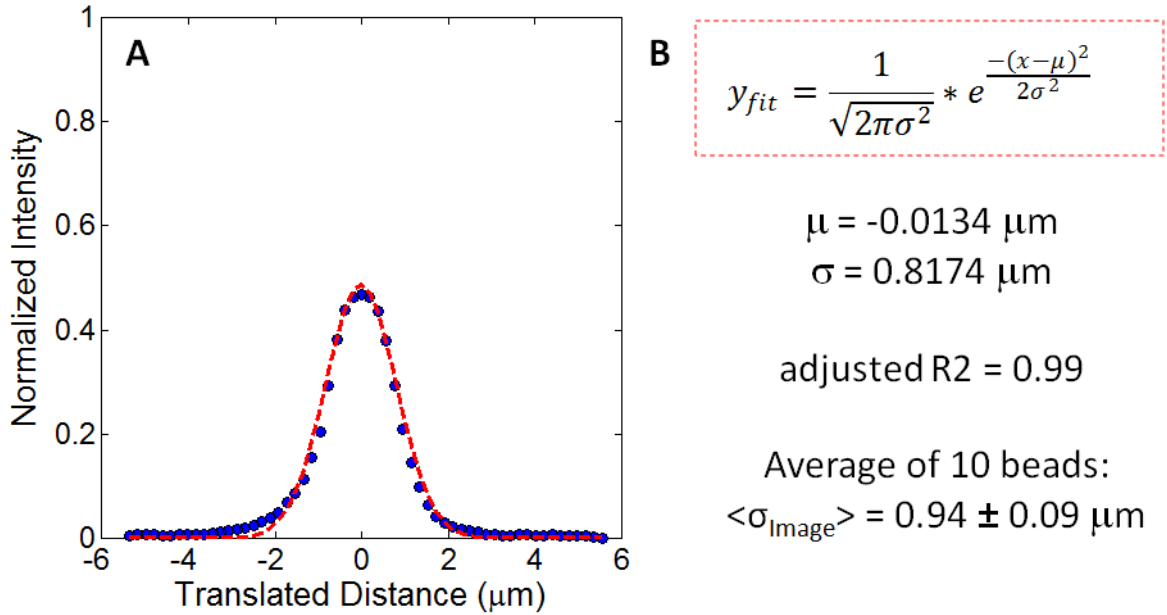 A
1
0.8
0.6
0.4
0.2
0
-6
-4
-2
0
2
4
6
Normalized Intensity
Translated Distance (μm)
B
y_fit = 1/√(2πσ²) * e^(-(x-μ)²/2σ²)
μ = -0.0134 μm
σ = 0.8174 μm
adjusted R2 = 0.99
Average of 10 beads:
<σ_Image> = 0.94 ± 0.09 μm